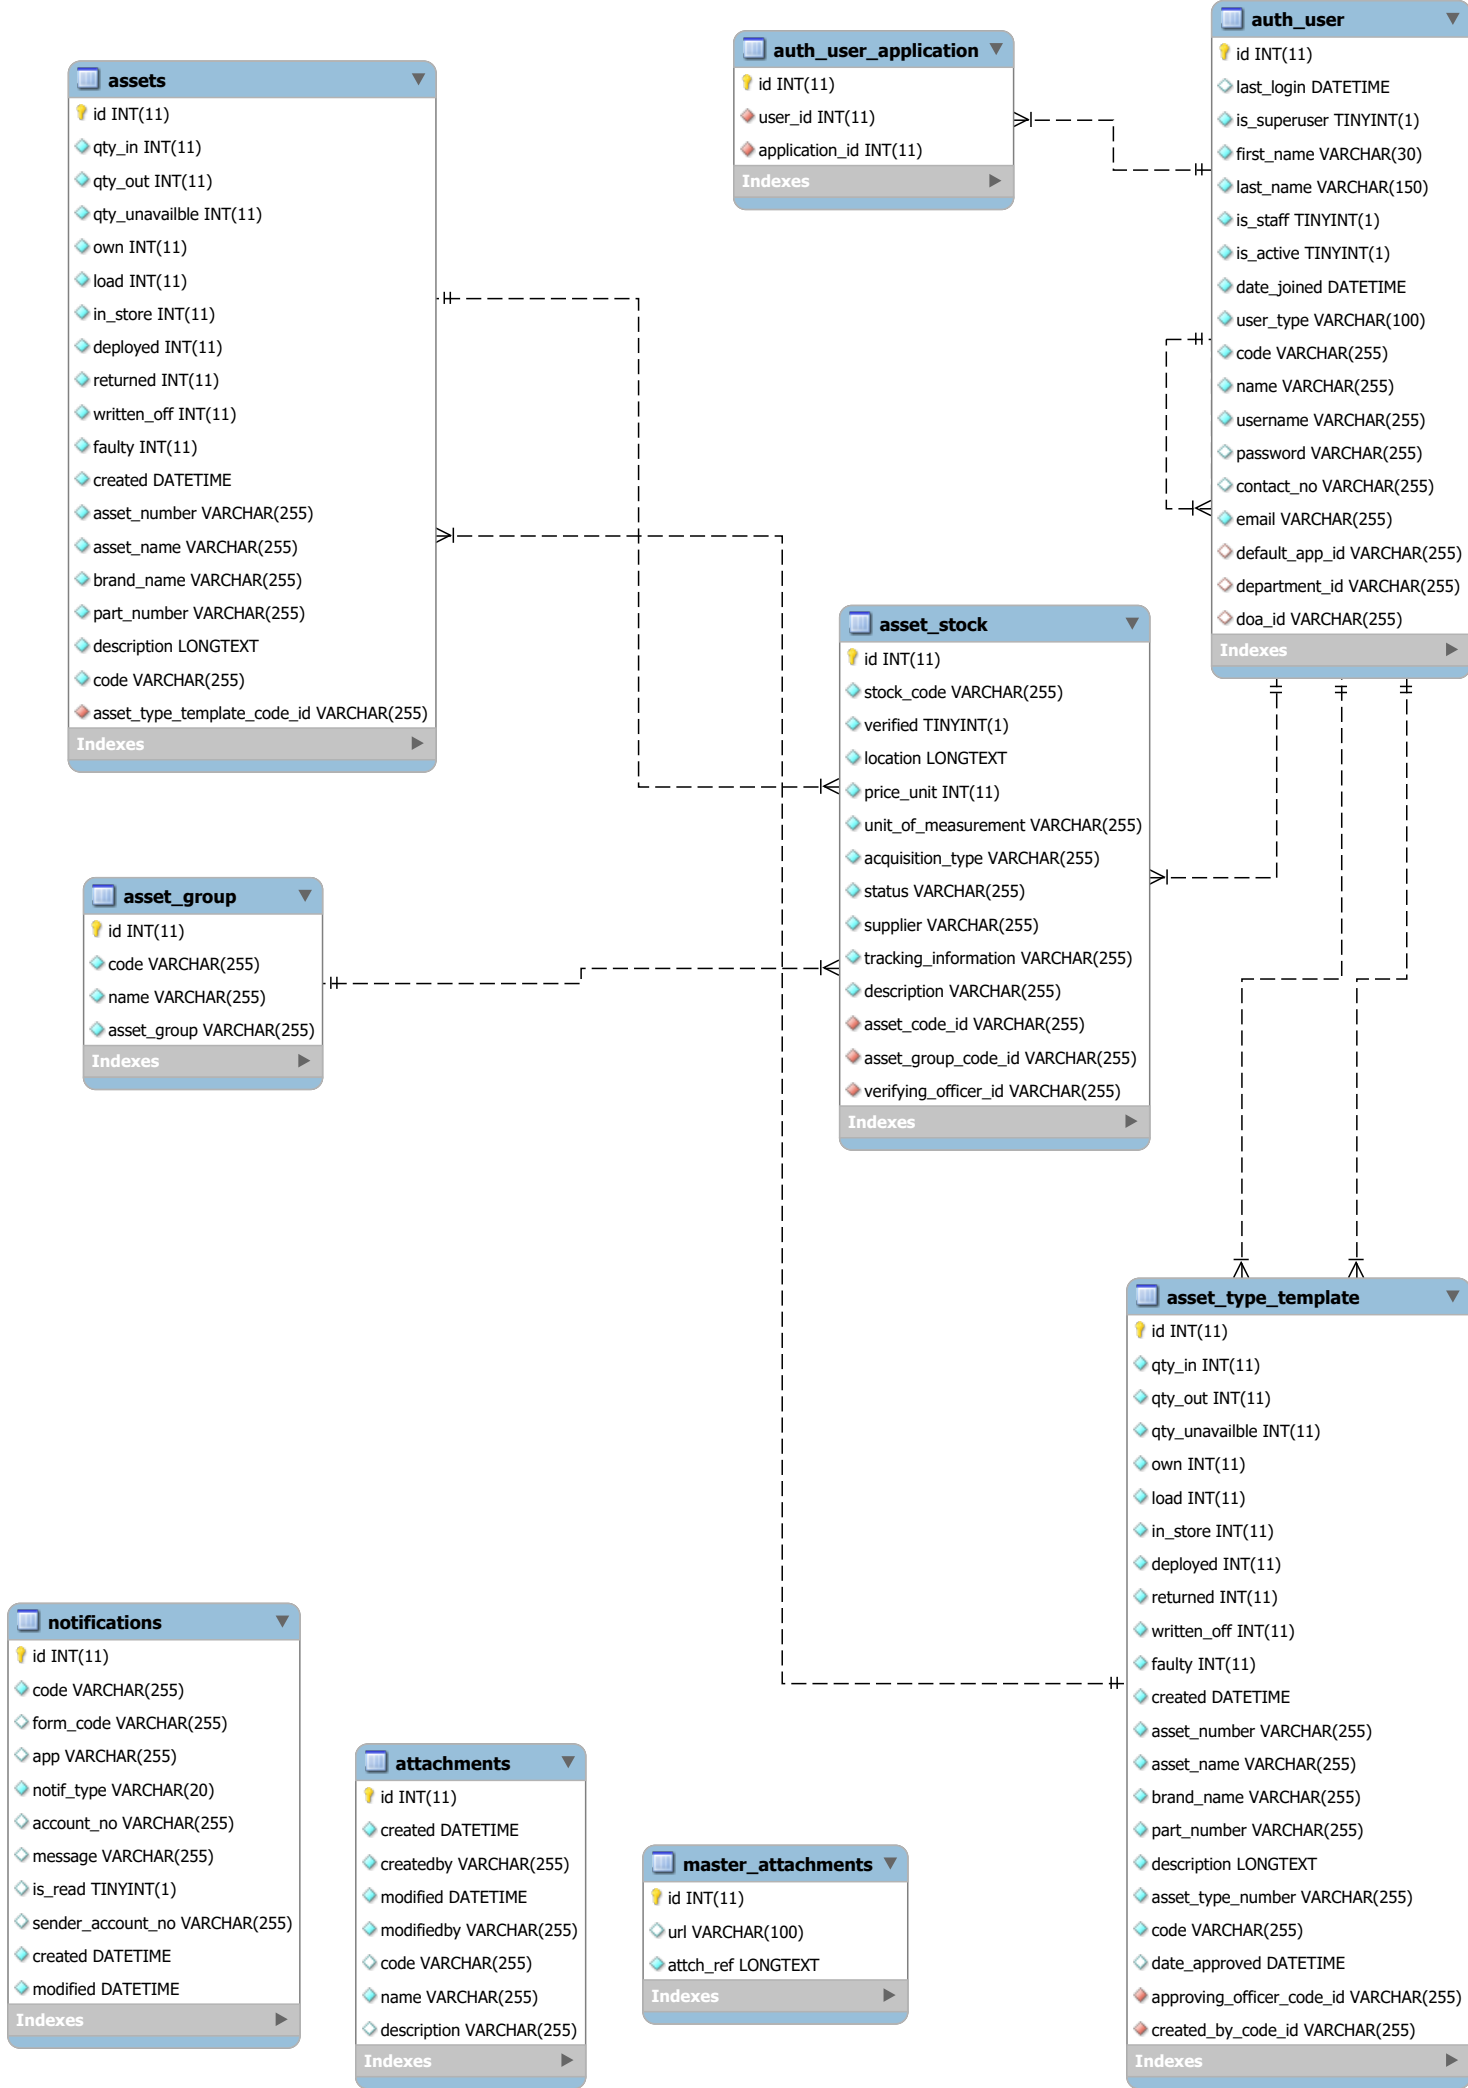 assets
id INT(11)
qty_in INT(11)
qty_out INT(11)
qty_unavailble INT(11)
own INT(11)
load INT(11)
in_store INT(11)
deployed INT(11)
returned INT(11)
written_off INT(11)
faulty INT(11)
created DATETIME
asset_number VARCHAR(255)
asset_name VARCHAR(255)
brand_name VARCHAR(255)
part_number VARCHAR(255)
description LONGTEXT
code VARCHAR(255)
asset_type_template_code_id VARCHAR(255)
Indexes
auth_user_application
id INT(11)
user_id INT(11)
application_id INT(11)
Indexes
auth_user
id INT(11)
last_login DATETIME
is_superuser TINYINT(1)
first_name VARCHAR(30)
last_name VARCHAR(150)
is_staff TINYINT(1)
is_active TINYINT(1)
date_joined DATETIME
user_type VARCHAR(100)
code VARCHAR(255)
name VARCHAR(255)
username VARCHAR(255)
password VARCHAR(255)
contact_no VARCHAR(255)
email VARCHAR(255)
default_app_id VARCHAR(255)
department_id VARCHAR(255)
doa_id VARCHAR(255)
Indexes
asset_stock
id INT(11)
stock_code VARCHAR(255)
verified TINYINT(1)
location LONGTEXT
price_unit INT(11)
unit_of_measurement VARCHAR(255)
acquisition_type VARCHAR(255)
status VARCHAR(255)
supplier VARCHAR(255)
tracking_information VARCHAR(255)
description VARCHAR(255)
asset_code_id VARCHAR(255)
asset_group_code_id VARCHAR(255)
verifying_officer_id VARCHAR(255)
Indexes
asset_group
id INT(11)
code VARCHAR(255)
name VARCHAR(255)
asset_group VARCHAR(255)
Indexes
asset_type_template
id INT(11)
qty_in INT(11)
qty_out INT(11)
qty_unavailble INT(11)
own INT(11)
load INT(11)
in_store INT(11)
deployed INT(11)
returned INT(11)
written_off INT(11)
faulty INT(11)
created DATETIME
asset_number VARCHAR(255)
asset_name VARCHAR(255)
brand_name VARCHAR(255)
part_number VARCHAR(255)
description LONGTEXT
asset_type_number VARCHAR(255)
code VARCHAR(255)
date_approved DATETIME
approving_officer_code_id VARCHAR(255)
created_by_code_id VARCHAR(255)
Indexes
notifications
id INT(11)
code VARCHAR(255)
form_code VARCHAR(255)
app VARCHAR(255)
notif_type VARCHAR(20)
account_no VARCHAR(255)
message VARCHAR(255)
is_read TINYINT(1)
sender_account_no VARCHAR(255)
created DATETIME
modified DATETIME
Indexes
attachments
id INT(11)
created DATETIME
createdby VARCHAR(255)
modified DATETIME
modifiedby VARCHAR(255)
code VARCHAR(255)
name VARCHAR(255)
description VARCHAR(255)
Indexes
master_attachments
id INT(11)
url VARCHAR(100)
attch_ref LONGTEXT
Indexes